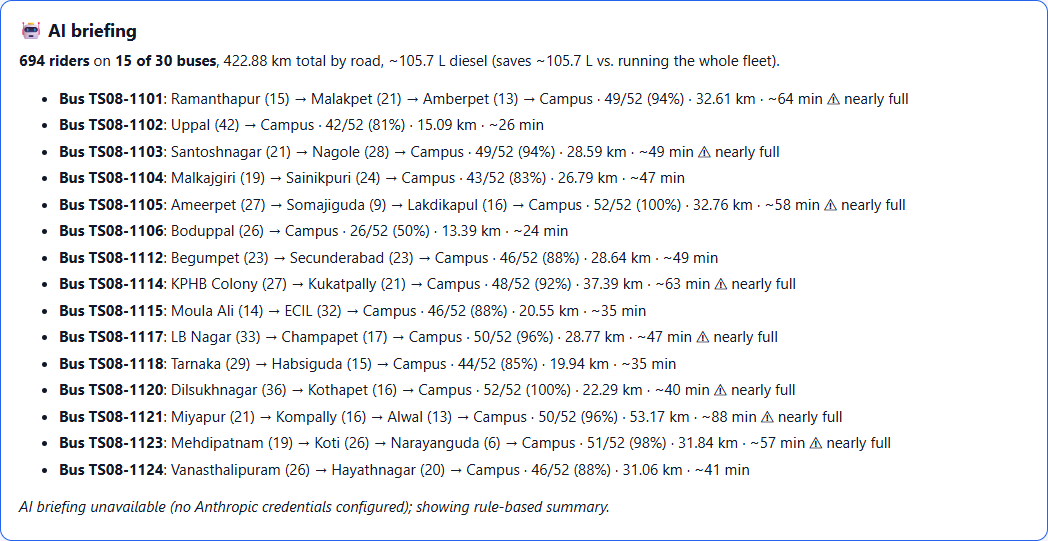 AI briefing
694 riders on 15 of 30 buses, 422.88 km total by road, ~105.7 L diesel (saves ~105.7 L vs. running the whole fleet).
• Bus TS08-1101: Ramanthapur (15) → Malakpet (21) → Amberpet (13) → Campus · 49/52 (94%) · 32.61 km · ~64 min ⚠ nearly full
• Bus TS08-1102: Uppal (42) → Campus · 42/52 (81%) · 15.09 km · ~26 min
• Bus TS08-1103: Santoshnagar (21) → Nagole (28) → Campus · 49/52 (94%) · 28.59 km · ~49 min ⚠ nearly full
• Bus TS08-1104: Malkajgiri (19) → Sainikpuri (24) → Campus · 43/52 (83%) · 26.79 km · ~47 min
• Bus TS08-1105: Ameerpet (27) → Somajiguda (9) → Lakdikapul (16) → Campus · 52/52 (100%) · 32.76 km · ~58 min ⚠ nearly full
• Bus TS08-1106: Boduppal (26) → Campus · 26/52 (50%) · 13.39 km · ~24 min
• Bus TS08-1112: Begumpet (23) → Secunderabad (23) → Campus · 46/52 (88%) · 28.64 km · ~49 min
• Bus TS08-1114: KPHB Colony (27) → Kukatpally (21) → Campus · 48/52 (92%) · 37.39 km · ~63 min ⚠ nearly full
• Bus TS08-1115: Moula Ali (14) → ECIL (32) → Campus · 46/52 (88%) · 20.55 km · ~35 min
• Bus TS08-1117: LB Nagar (33) → Champapet (17) → Campus · 50/52 (96%) · 28.77 km · ~47 min ⚠ nearly full
• Bus TS08-1118: Tarnaka (29) → Habsiguda (15) → Campus · 44/52 (85%) · 19.94 km · ~35 min
• Bus TS08-1120: Dilsukhnagar (36) → Kothapet (16) → Campus · 52/52 (100%) · 22.29 km · ~40 min ⚠ nearly full
• Bus TS08-1121: Miyapur (21) → Kompally (16) → Alwal (13) → Campus · 50/52 (96%) · 53.17 km · ~88 min ⚠ nearly full
• Bus TS08-1123: Mehdipatnam (19) → Koti (26) → Narayanguda (6) → Campus · 51/52 (98%) · 31.84 km · ~57 min ⚠ nearly full
• Bus TS08-1124: Vanasthalipuram (26) → Hayathnagar (20) → Campus · 46/52 (88%) · 31.06 km · ~41 min
AI briefing unavailable (no Anthropic credentials configured); showing rule-based summary.